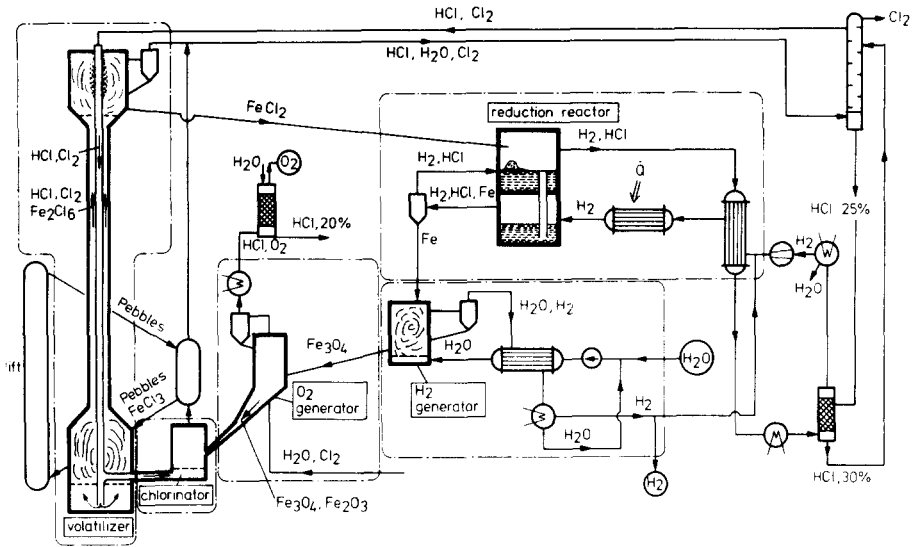 HCl, Cl2
Cl2
HCl, H2O, Cl2
FeCl2
reduction reactor
H2, HCl
HCl, Cl2
H2O
O2
H2, HCl
Q̇
HCl, Cl2
Fe2Cl6
H2, HCl, Fe
H2
HCl, 20%
HCl 25%
HCl, O2
Fe
H2
W
W
H2O
Pebbles
H2O, H2
Fe3O4
H2O
H2O
lift
Pebbles
FeCl3
O2
generator
H2
generator
W
H2
H2O
H2O, Cl2
W
H2
HCl, 30%
chlorinator
Fe3O4, Fe2O3
volatilizer